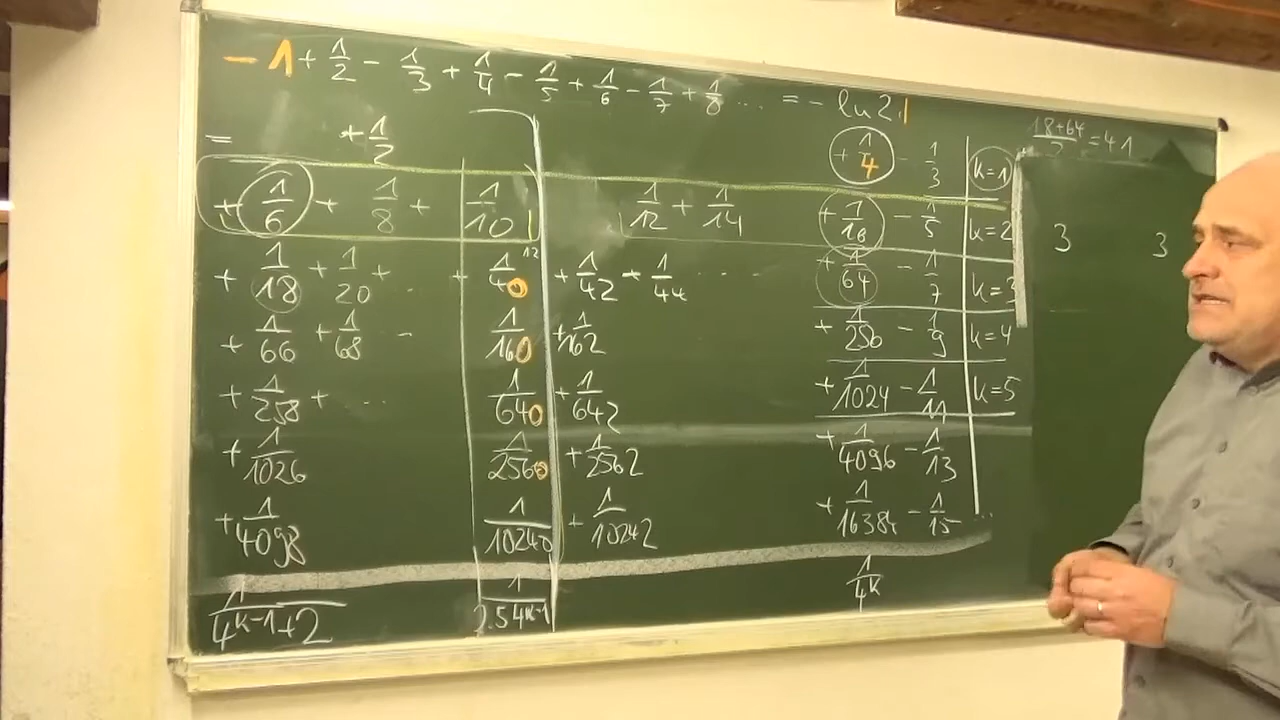 - 1 + 1/2 - 1/3 + 1/4 - 1/5 + 1/6 - 1/7 + 1/8 ... = - ln 2
= + 1/2 + 1/4 - 1/3 k=1
+ 1/6 + 1/8 + 1/10 1/12 + 1/14 + 1/16 - 1/5 k=2
+ 1/18 + 1/20 + .. + 1/40 + 1/42 + 1/44 ... + 1/64 - 1/7 k=3
+ 1/66 + 1/68 .. 1/160 + 1/162 + 1/256 - 1/9 k=4
+ 1/258 + ... 1/640 + 1/642 + 1/1024 - 1/11 k=5
+ 1/1026 1/2560 + 1/2562 + 1/4096 - 1/13
+ 1/4098 1/10240 + 1/10242 + 1/16384 - 1/15 ...
1/4^k-1+2 1/2.5 4^k-1 1/4^k
18+64/2 = 41
3 3